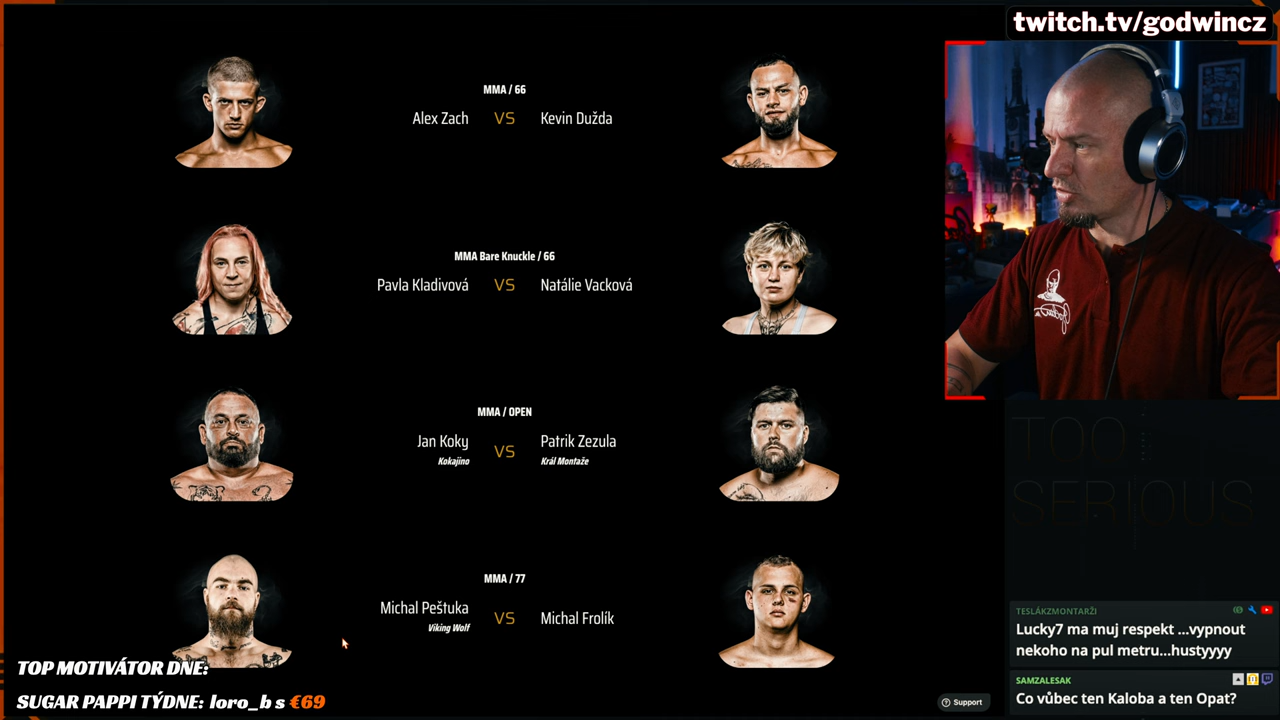 twitch.tv/godwincz
MMA / 66
Alex Zach VS Kevin Dužda
MMA Bare Knuckle / 66
Pavla Kladivová VS Natálie Vacková
MMA / OPEN
Jan Koky VS Patrik Zezula
Kokajino Král Montaže
MMA / 77
Michal Peštuka VS Michal Frolík
Viking Wolf
TOP MOTIVÁTOR DNE:
SUGAR PAPPI TÝDNE: loro_b s €69
Support
TOO
SERIOUS
TESLÁKZMONTARŽI
Lucky7 ma muj respekt ...vypnout
nekoho na pul metru...hustyyyy
SAMZALESAK
Co vůbec ten Kaloba a ten Opat?